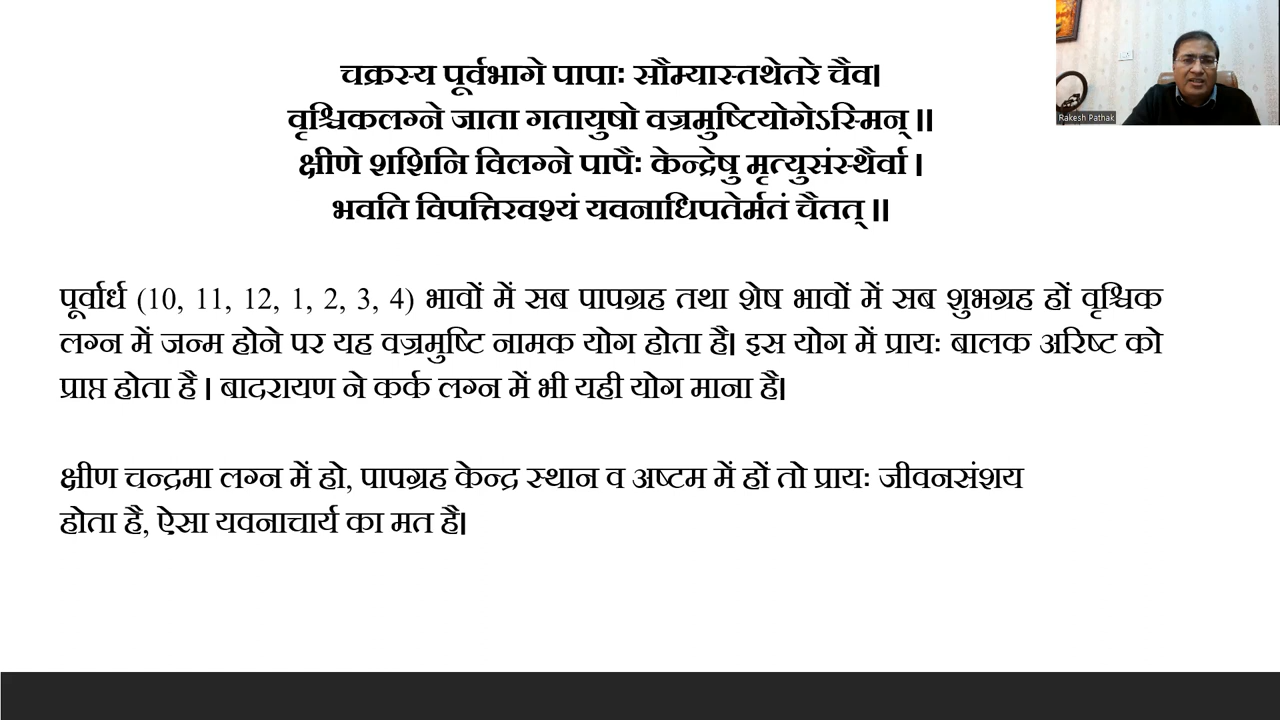 चक्रस्य पूर्वभागे पापाः सौम्यास्तथेतरे चैव।
वृश्चिकलग्ने जाता गतायुषो वज्रमुष्टियोगेऽस्मिन् ॥
क्षीणे शशिनि विलग्ने पापैः केन्द्रेषु मृत्युसंस्थैर्वा ।
भवति विपत्तिरवश्यं यवनाधिपतेर्मतं चैतत् ॥
पूर्वार्ध (10, 11, 12, 1, 2, 3, 4) भावों में सब पापग्रह तथा शेष भावों में सब शुभग्रह हों वृश्चिक
लग्न में जन्म होने पर यह वज्रमुष्टि नामक योग होता है। इस योग में प्रायः बालक अरिष्ट को
प्राप्त होता है । बादरायण ने कर्क लग्न में भी यही योग माना है।
क्षीण चन्द्रमा लग्न में हो, पापग्रह केन्द्र स्थान व अष्टम में हों तो प्रायः जीवनसंशय
होता है, ऐसा यवनाचार्य का मत है।
Rakesh Pathak